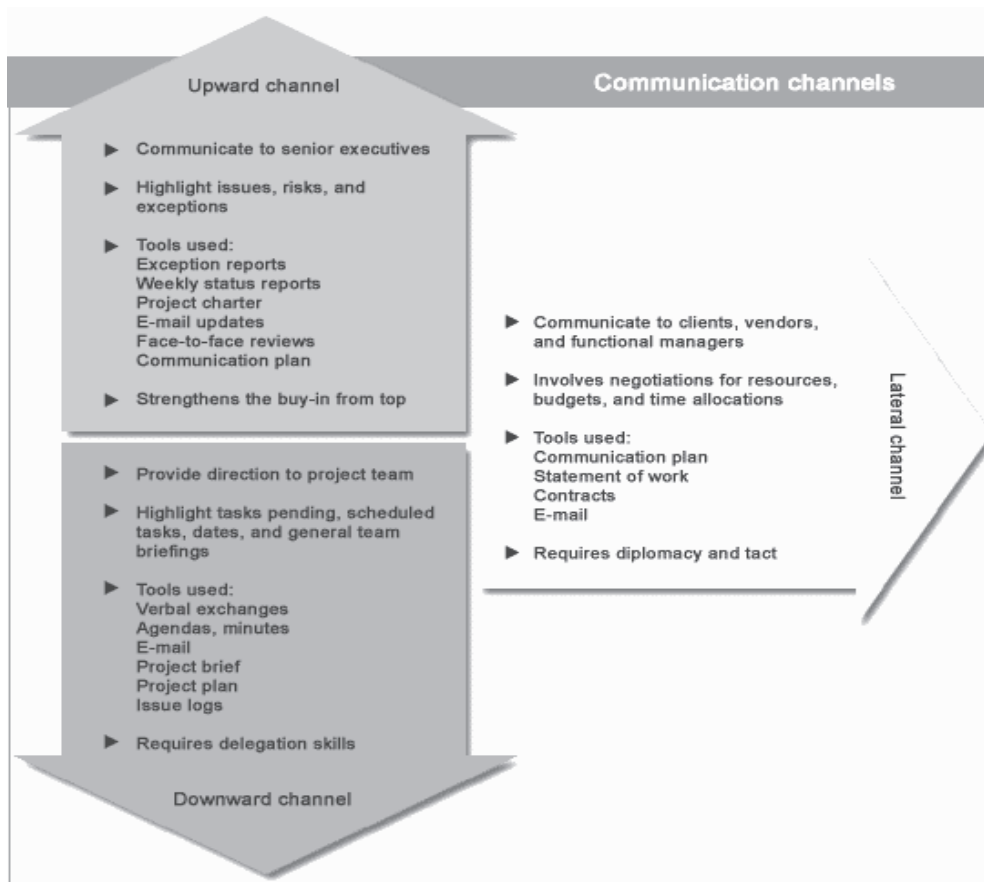 Communication channels
Upward channel
► Communicate to senior executives
► Highlight issues, risks, and
exceptions
► Tools used:
Exception reports
Weekly status reports
Project charter
E-mail updates
Face-to-face reviews
Communication plan
► Strengthens the buy-in from top
► Provide direction to project team
► Highlight tasks pending, scheduled
tasks, dates, and general team
briefings
► Tools used:
Verbal exchanges
Agendas, minutes
E-mail
Project brief
Project plan
Issue logs
► Requires delegation skills
Downward channel
► Communicate to clients, vendors,
and functional managers
► Involves negotiations for resources,
budgets, and time allocations
► Tools used:
Communication plan
Statement of work
Contracts
E-mail
► Requires diplomacy and tact
Lateral channel